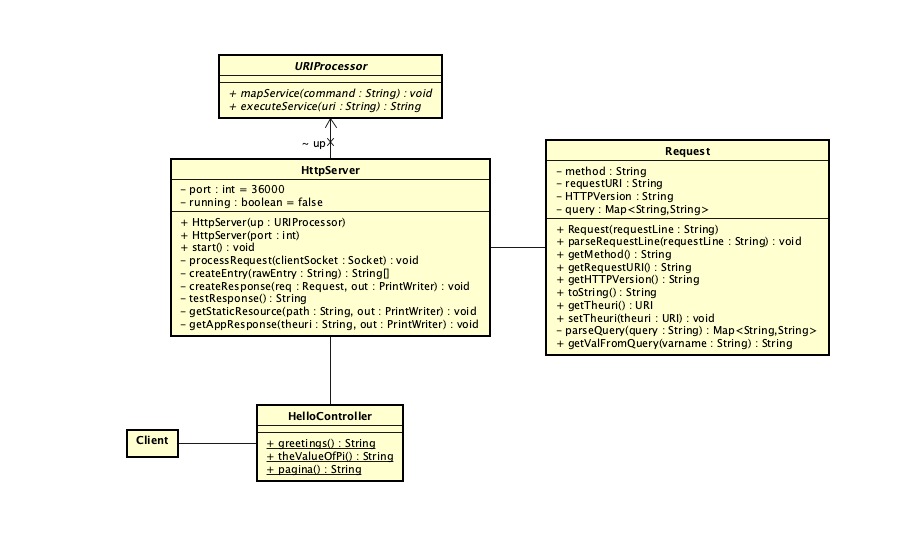 URIProcessor
+ mapService(command : String) : void
+ executeService(uri : String) : String
~ up
HttpServer
- port : int = 36000
- running : boolean = false
+ HttpServer(up : URIProcessor)
+ HttpServer(port : int)
+ start() : void
- processRequest(clientSocket : Socket) : void
- createEntry(rawEntry : String) : String[]
- createResponse(req : Request, out : PrintWriter) : void
- testResponse() : String
- getStaticResource(path : String, out : PrintWriter) : void
- getAppResponse(theuri : String, out : PrintWriter) : void
Request
- method : String
- requestURI : String
- HTTPVersion : String
- query : Map<String,String>
+ Request(requestLine : String)
+ parseRequestLine(requestLine : String) : void
+ getMethod() : String
+ getRequestURI() : String
+ getHTTPVersion() : String
+ toString() : String
+ getTheuri() : URI
+ setTheuri(theuri : URI) : void
- parseQuery(query : String) : Map<String,String>
+ getValFromQuery(varname : String) : String
HelloController
+ greetings() : String
+ theValueOfPi() : String
+ pagina() : String
Client